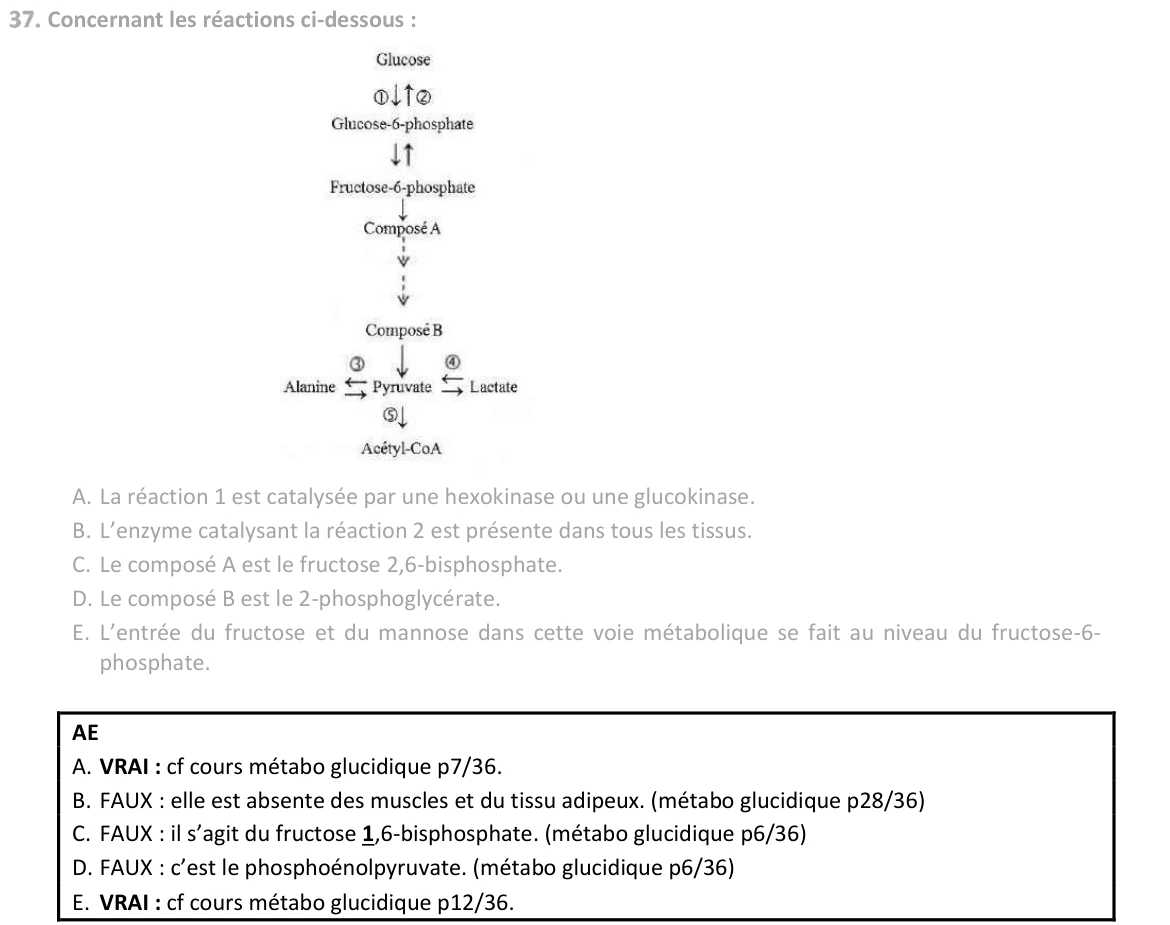 37. Concernant les réactions ci-dessous :
Glucose
①↓↑②
Glucose-6-phosphate
↓↑
Fructose-6-phosphate
Composé A
Composé B
③ ④
Alanine ⇆ Pyruvate ⇆ Lactate
⑤↓
Acétyl-CoA
A. La réaction 1 est catalysée par une hexokinase ou une glucokinase.
B. L’enzyme catalysant la réaction 2 est présente dans tous les tissus.
C. Le composé A est le fructose 2,6-bisphosphate.
D. Le composé B est le 2-phosphoglycérate.
E. L’entrée du fructose et du mannose dans cette voie métabolique se fait au niveau du fructose-6-
phosphate.
AE
A. VRAI : cf cours métabo glucidique p7/36.
B. FAUX : elle est absente des muscles et du tissu adipeux. (métabo glucidique p28/36)
C. FAUX : il s’agit du fructose 1,6-bisphosphate. (métabo glucidique p6/36)
D. FAUX : c’est le phosphoénolpyruvate. (métabo glucidique p6/36)
E. VRAI : cf cours métabo glucidique p12/36.